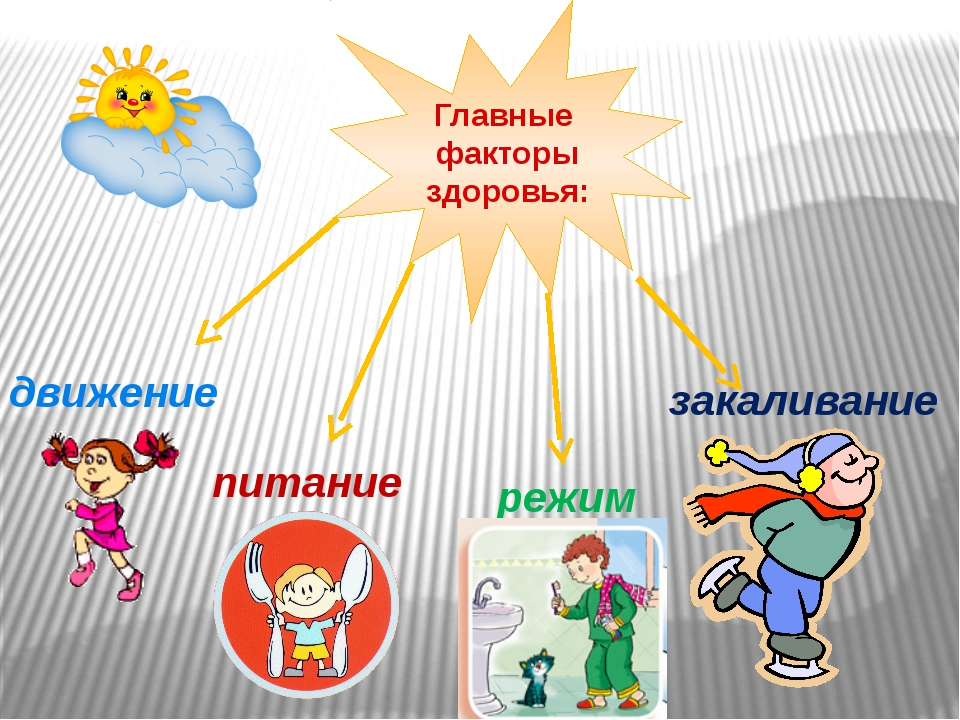 Главные
факторы
здоровья:
движение
закаливание
питание
режим